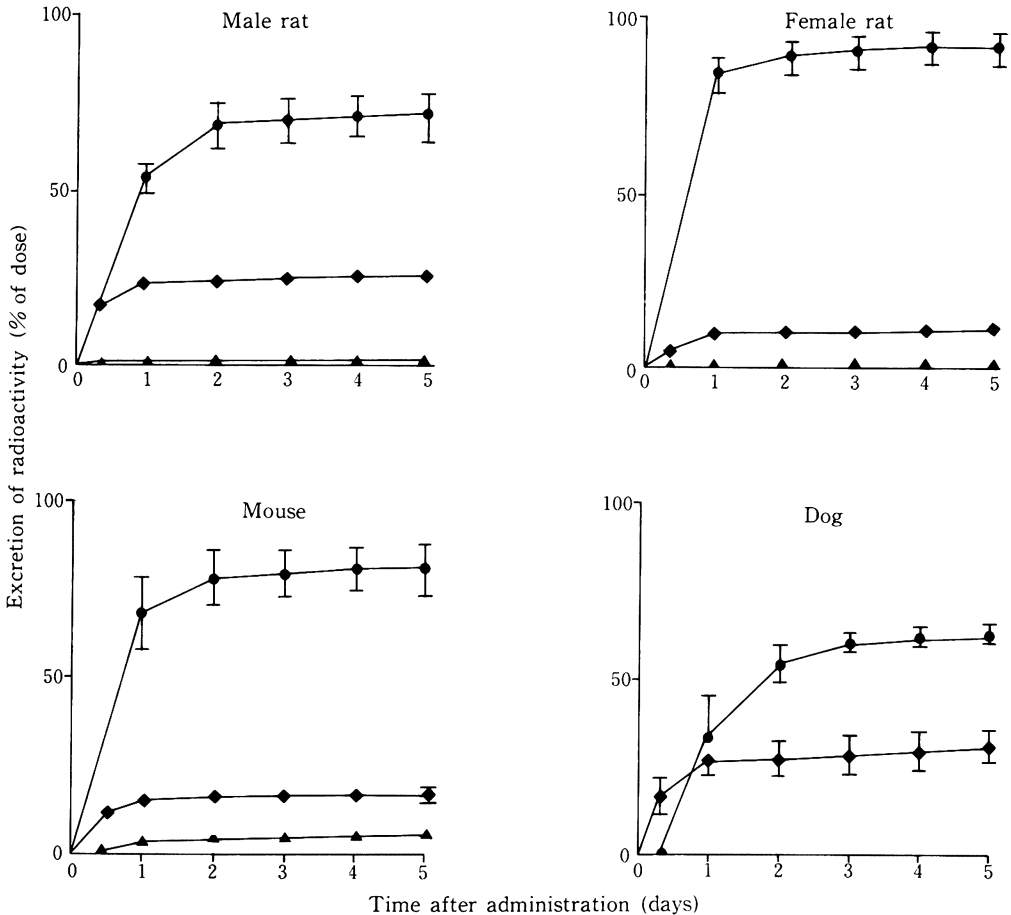 Excretion of radioactivity (% of dose)
Male rat
100
50
0
0 1 2 3 4 5
Female rat
100
50
0
0 1 2 3 4 5
Mouse
100
50
0
0 1 2 3 4 5
Dog
100
50
0
0 1 2 3 4 5
Time after administration (days)